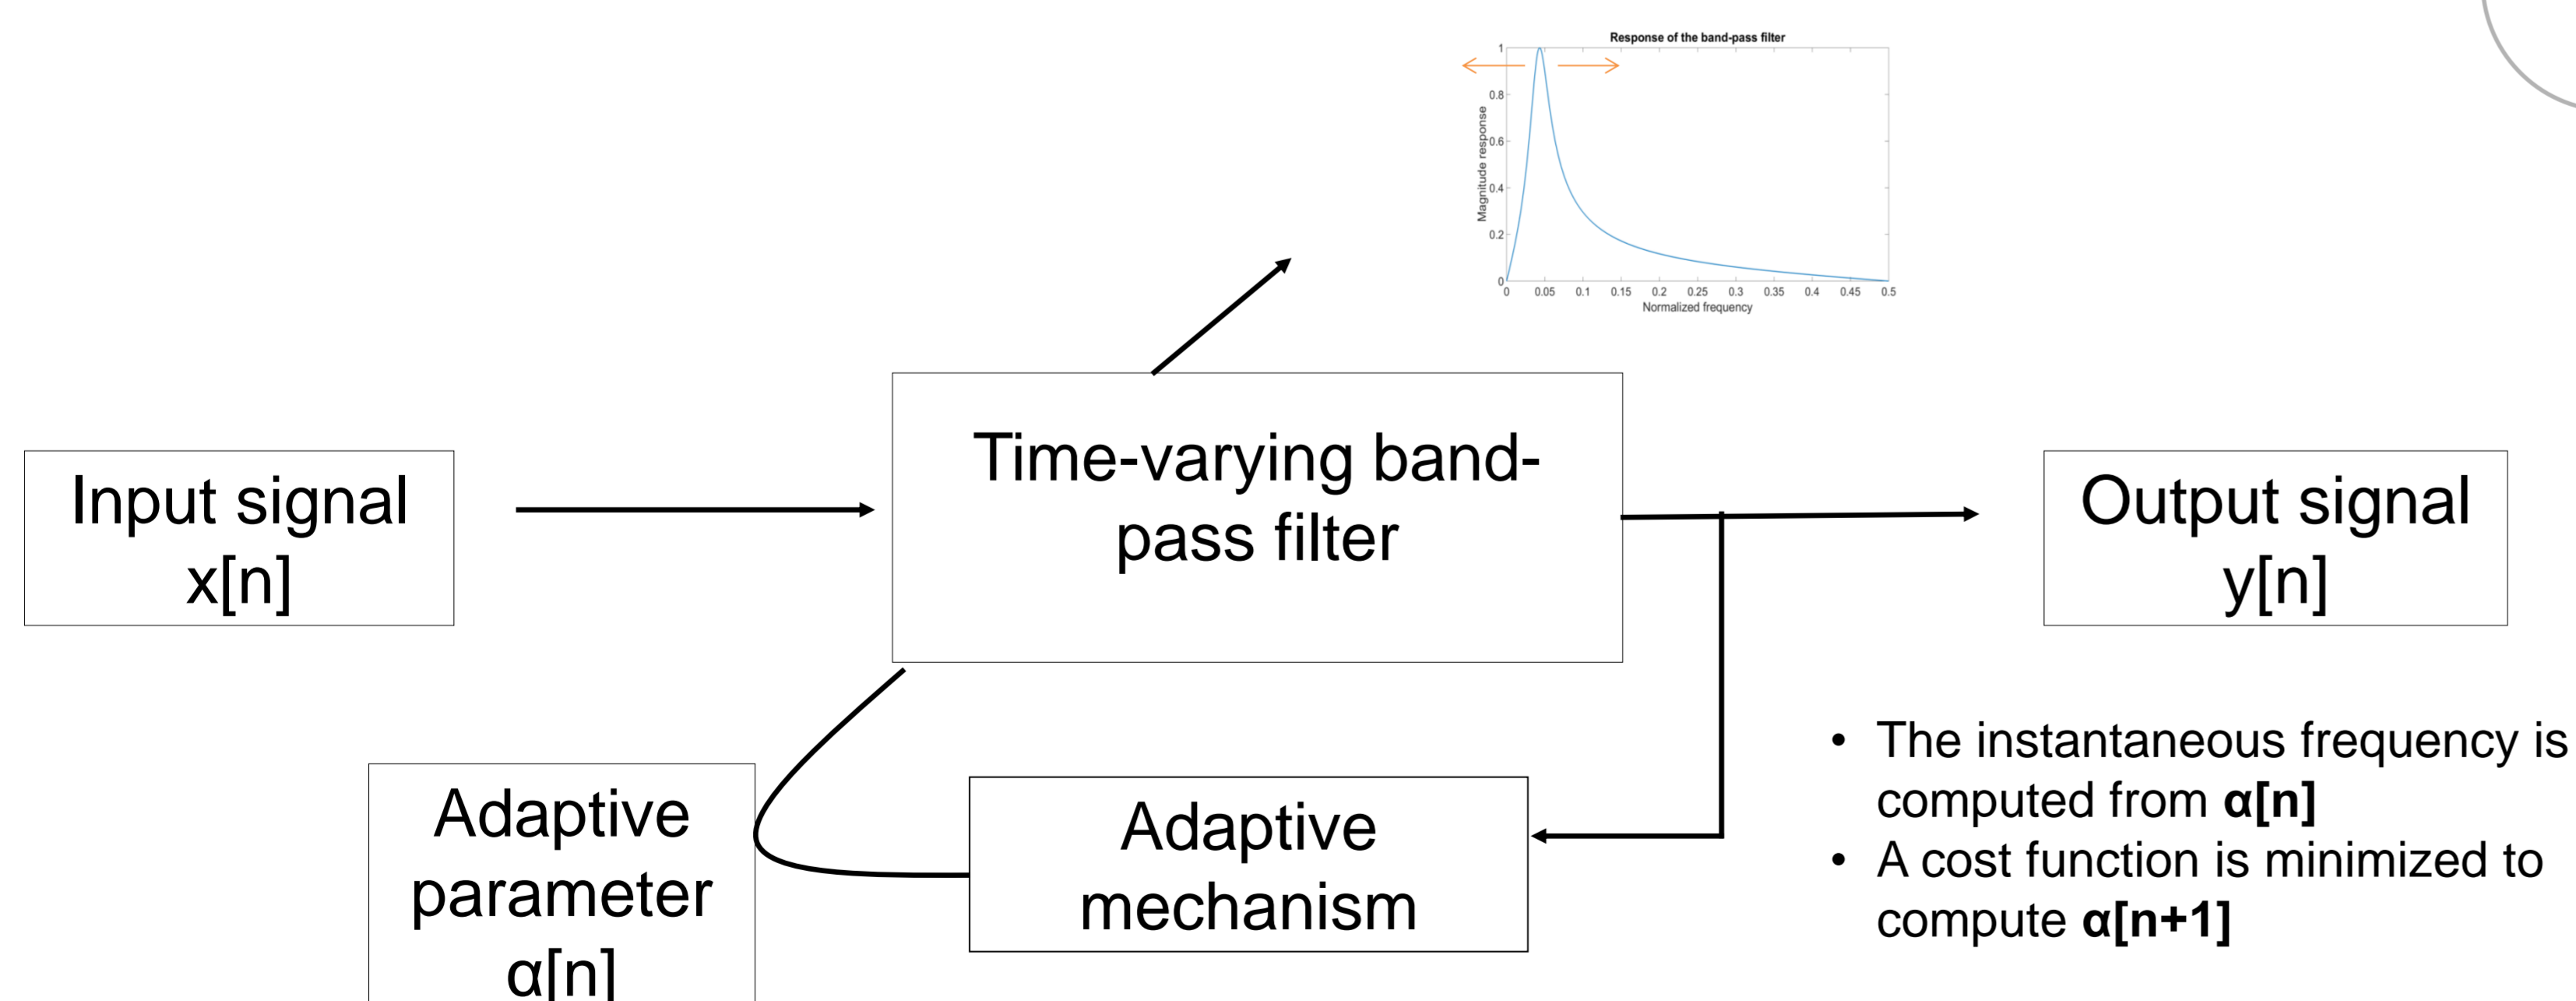 Response of the band-pass filter
1
0.8
0.6
0.4
0.2
0
Magnitude response
0 0.05 0.1 0.15 0.2 0.25 0.3 0.35 0.4 0.45 0.5
Normalized frequency
Input signal
x[n]
Time-varying band-
pass filter
Output signal
y[n]
Adaptive
parameter
α[n]
Adaptive
mechanism
• The instantaneous frequency is
computed from α[n]
• A cost function is minimized to
compute α[n+1]